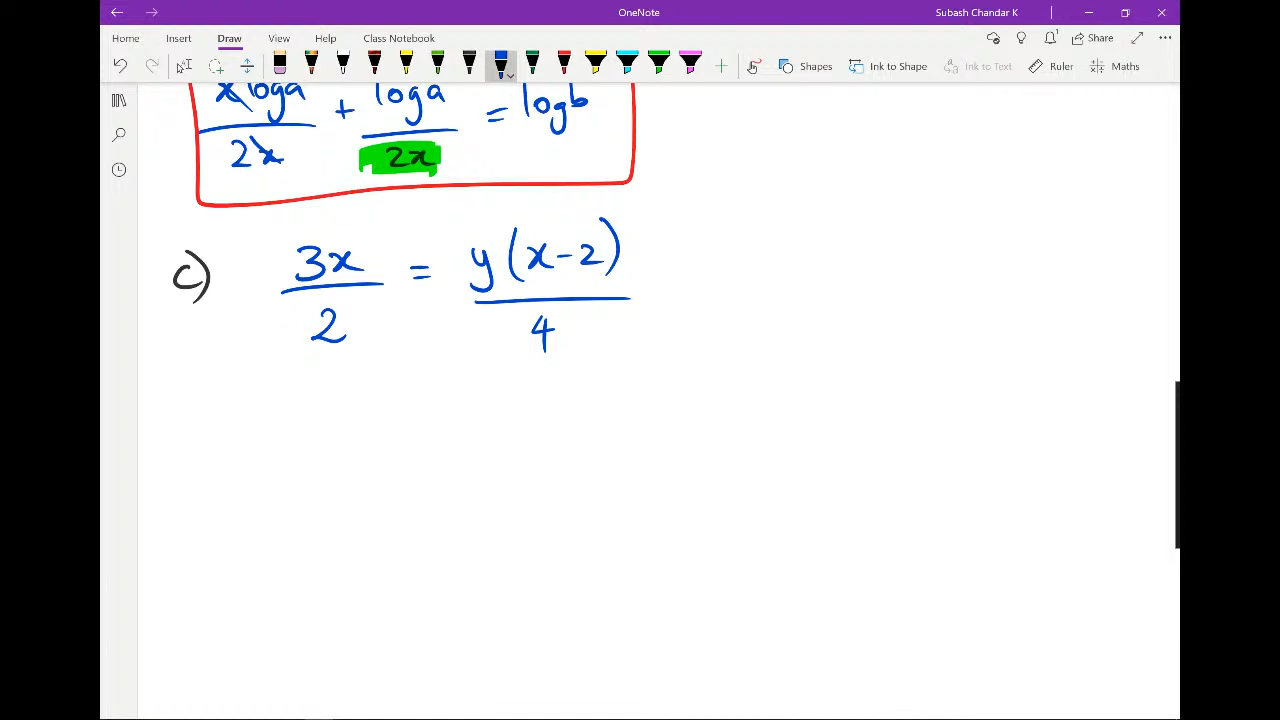 OneNote
Subash Chandar K
Home Insert Draw View Help Class Notebook
Share
Shapes Ink to Shape Ink to Text Ruler Maths
x log a / 2x + log a / 2x = log b
c) 3x / 2 = y(x-2) / 4